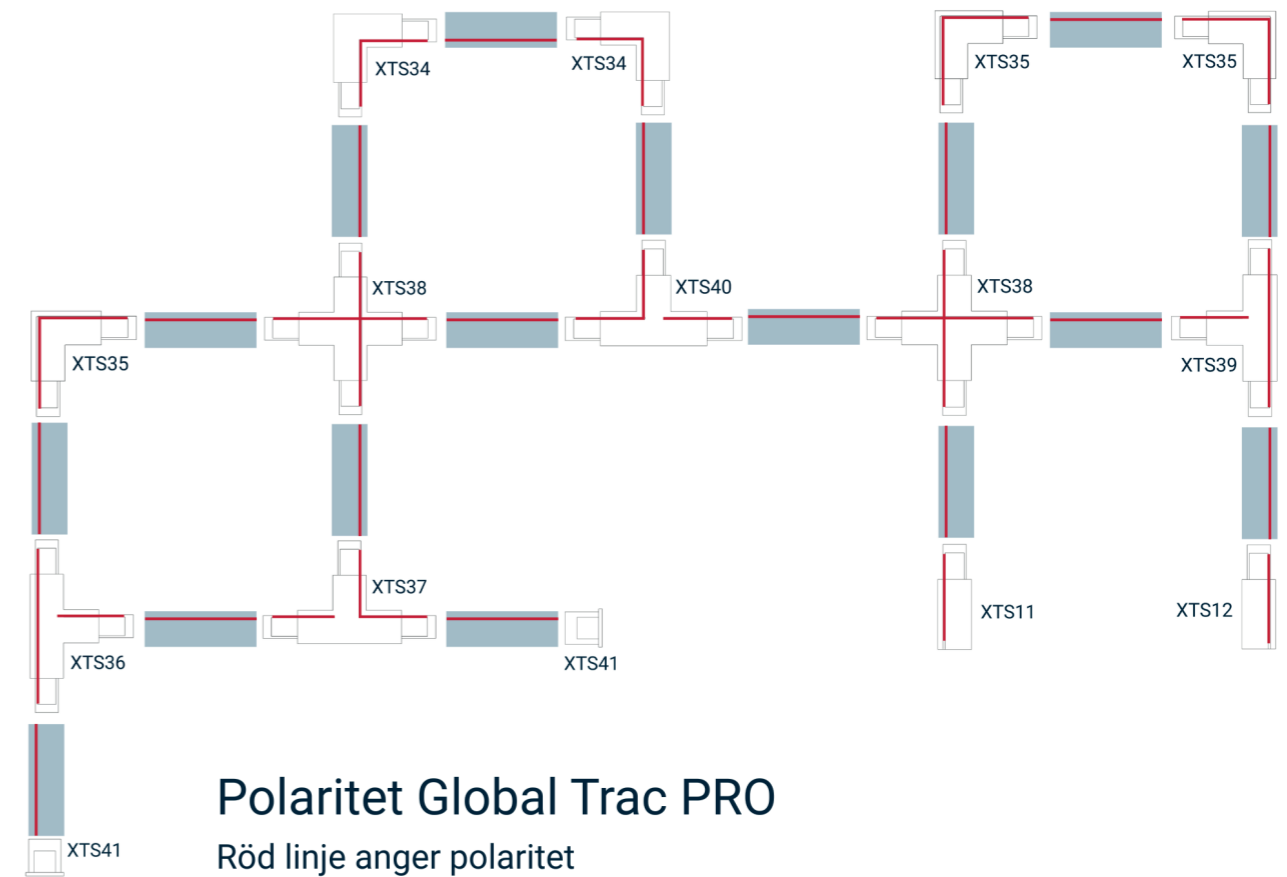 XTS34
XTS34
XTS35
XTS35
XTS38
XTS40
XTS38
XTS35
XTS39
XTS37
XTS11
XTS12
XTS36
XTS41
Polaritet Global Trac PRO
XTS41
Röd linje anger polaritet